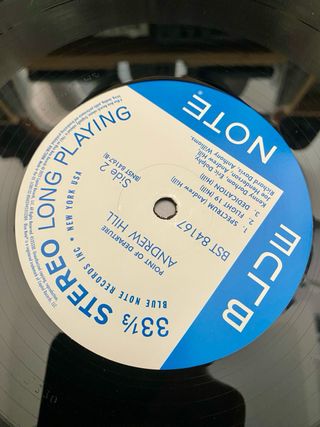 BLUE
NOTE
®
33⅓ STEREO LONG PLAYING
BLUE NOTE RECORDS INC • NEW YORK USA
POINT OF DEPARTURE
ANDREW HILL
BST 84167
Side 2
(BNST 84167-B)
1. SPECTRUM (Andrew Hill)
2. FLIGHT 19 (Hill)
3. DEDICATION (Hill)
Kenny Dorham, Eric Dolphy,
Joe Henderson, Andrew Hill,
Richard Davis, Anthony Williams.